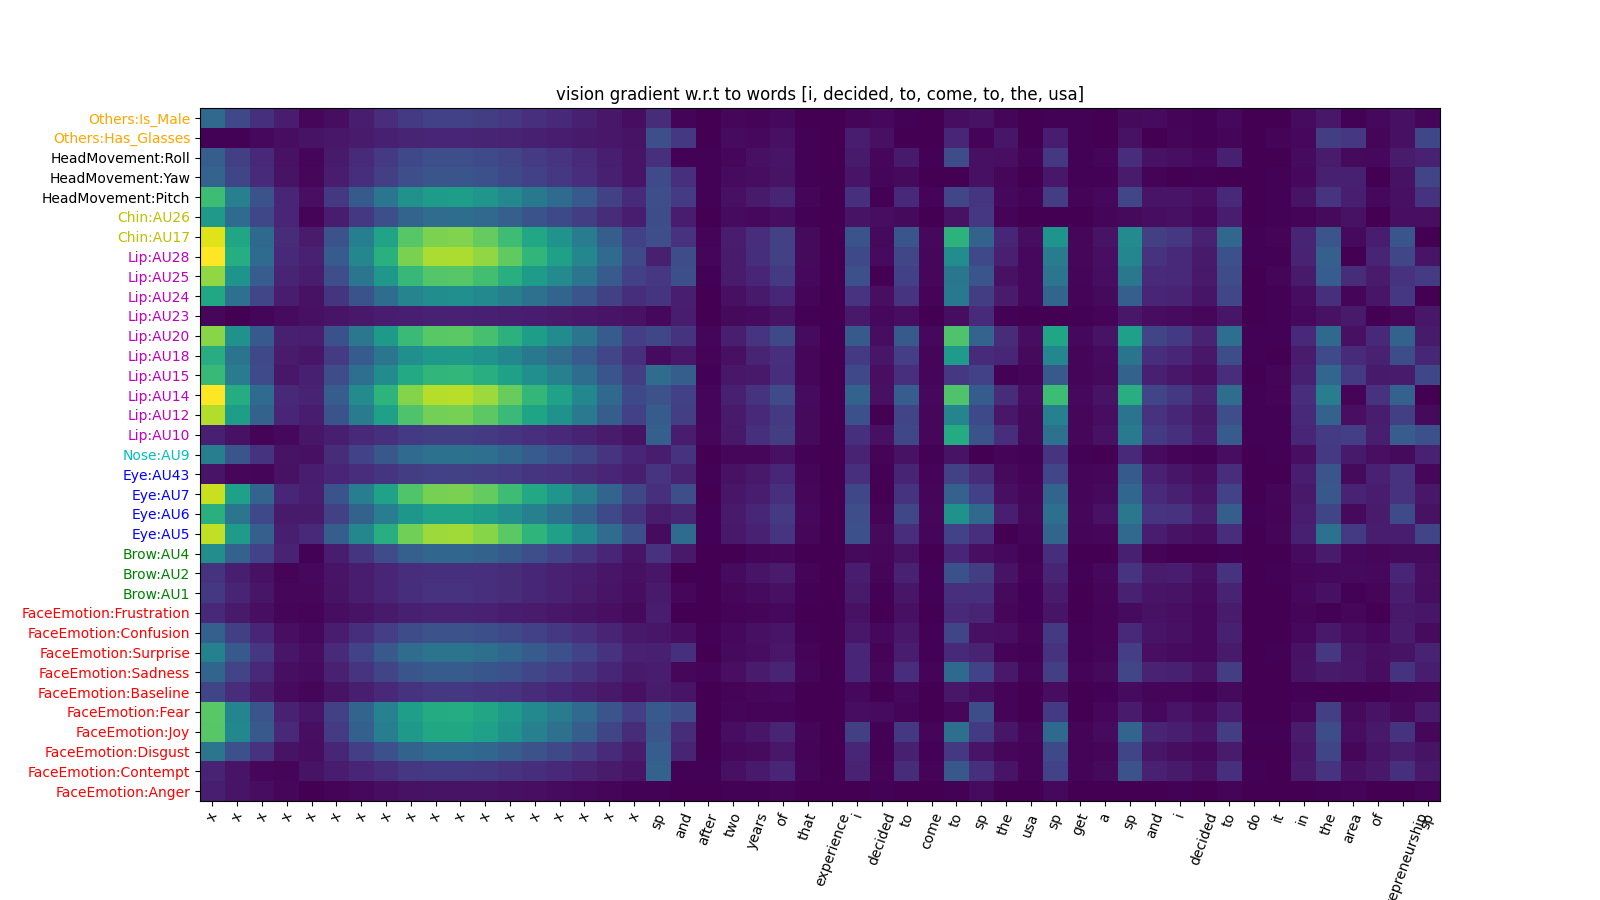 vision gradient w.r.t to words [i, decided, to, come, to, the, usa]
Others:Is_Male
Others:Has_Glasses
HeadMovement:Roll
HeadMovement:Yaw
HeadMovement:Pitch
Chin:AU26
Chin:AU17
Lip:AU28
Lip:AU25
Lip:AU24
Lip:AU23
Lip:AU20
Lip:AU18
Lip:AU15
Lip:AU14
Lip:AU12
Lip:AU10
Nose:AU9
Eye:AU43
Eye:AU7
Eye:AU6
Eye:AU5
Brow:AU4
Brow:AU2
Brow:AU1
FaceEmotion:Frustration
FaceEmotion:Confusion
FaceEmotion:Surprise
FaceEmotion:Sadness
FaceEmotion:Baseline
FaceEmotion:Fear
FaceEmotion:Joy
FaceEmotion:Disgust
FaceEmotion:Contempt
FaceEmotion:Anger
x x x x x x x x x x x x x x x x x x sp and after two years of that experience i decided to come to sp the usa sp get a sp and i decided to do it in the area of repreneurship sp